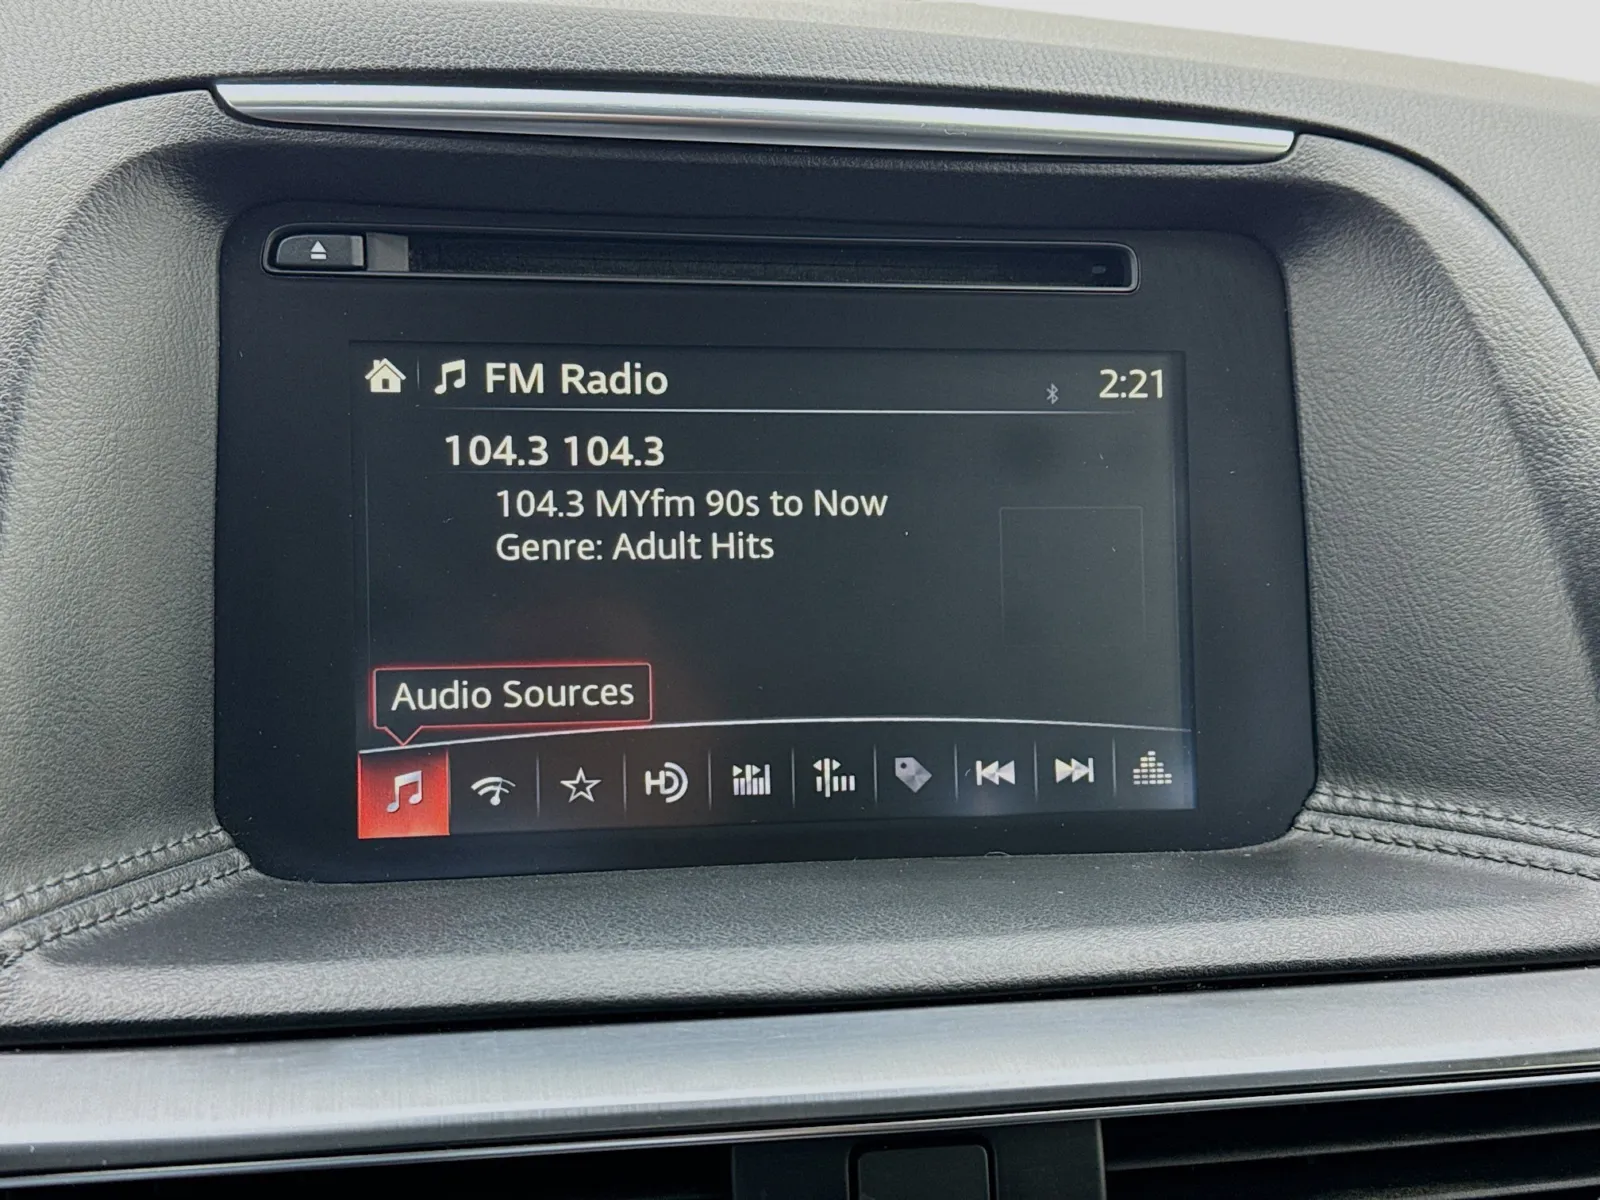 FM Radio 2:21
104.3 104.3
104.3 MYfm 90s to Now
Genre: Adult Hits
Audio Sources
HD